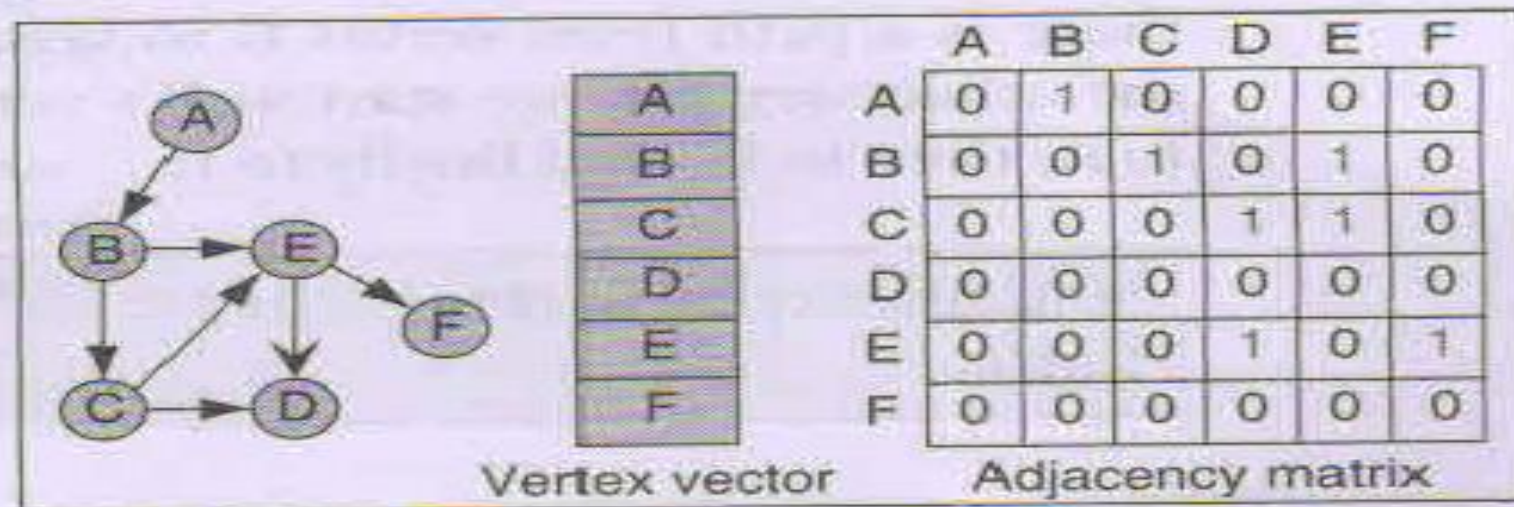 A
B E
F
C D
A
B
C
D
E
F
Vertex vector
A B C D E F
A 0 1 0 0 0 0
B 0 0 1 0 1 0
C 0 0 0 1 1 0
D 0 0 0 0 0 0
E 0 0 0 1 0 1
F 0 0 0 0 0 0
Adjacency matrix